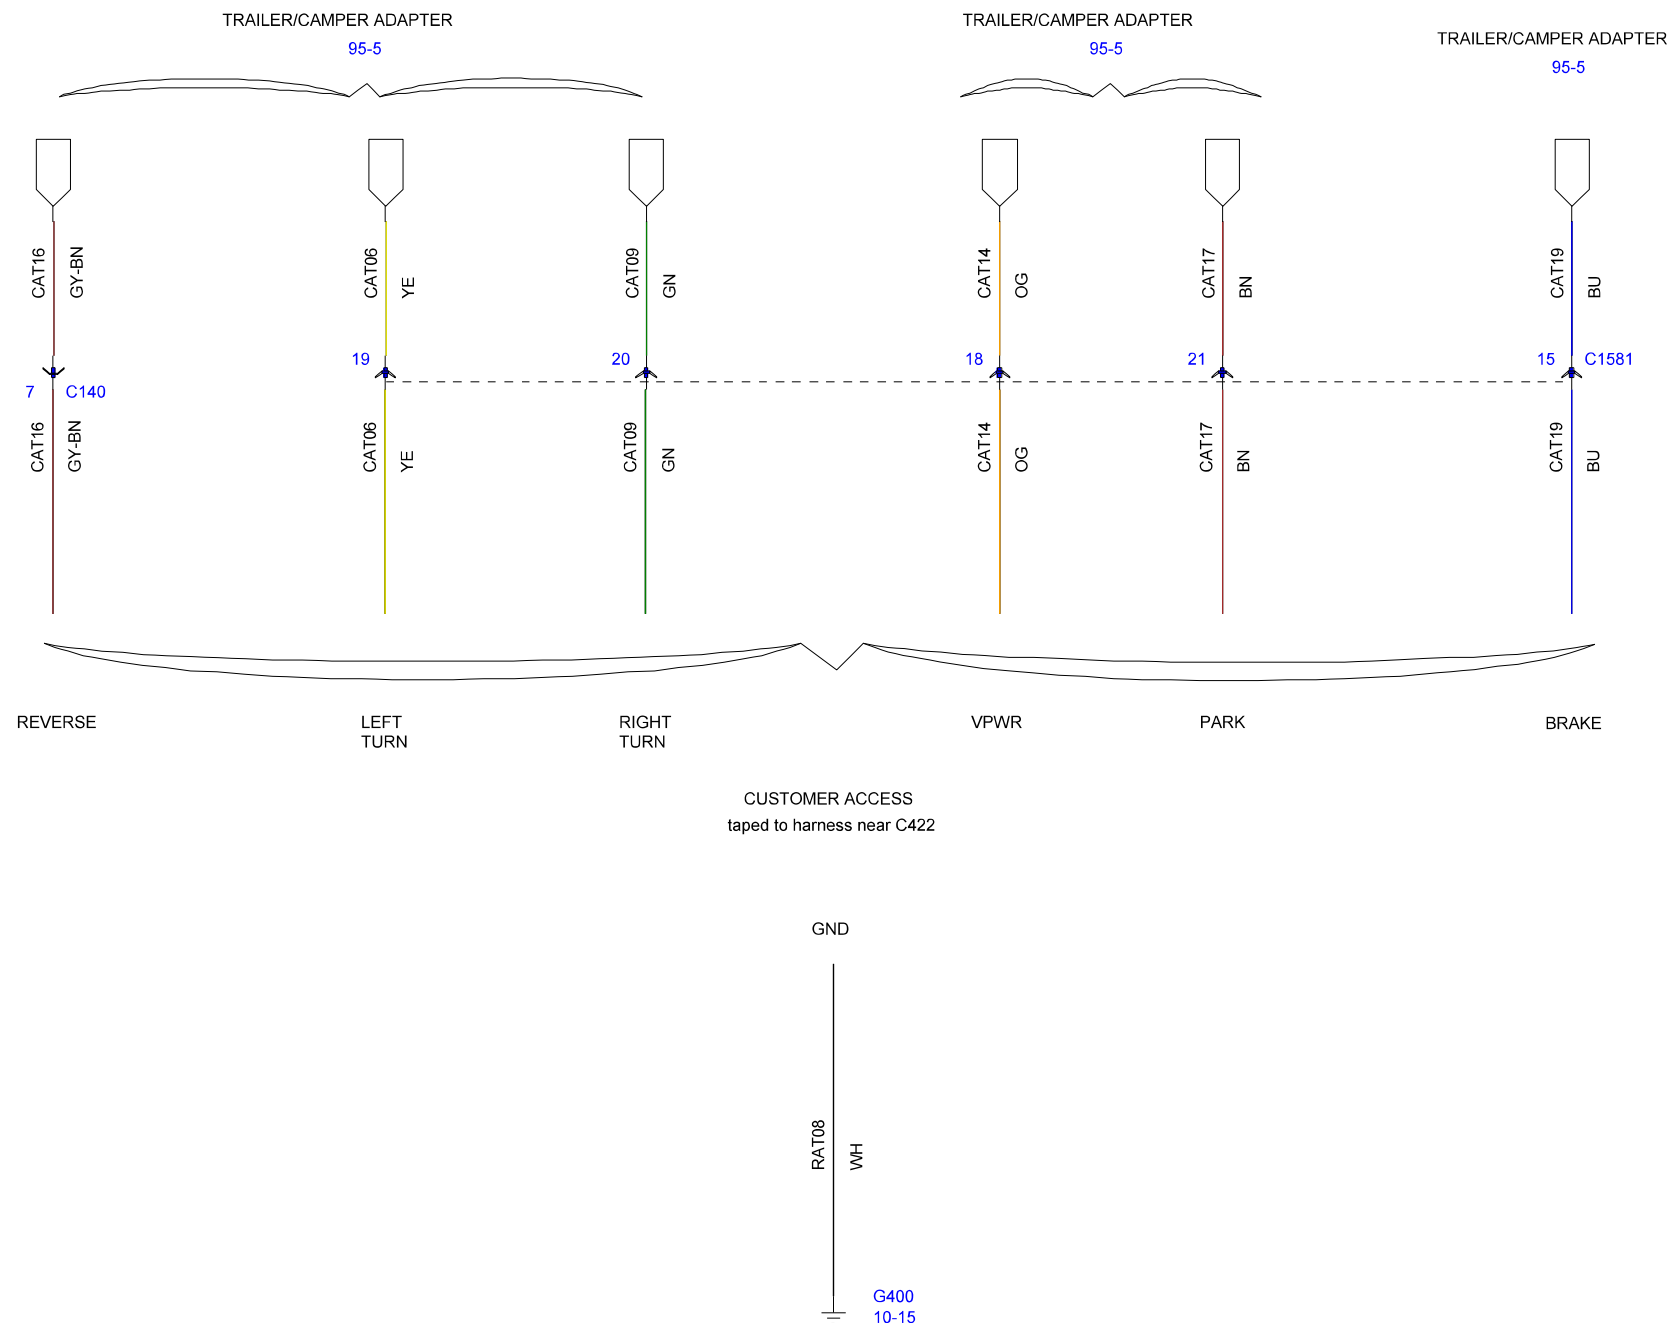 TRAILER/CAMPER ADAPTER
95-5
TRAILER/CAMPER ADAPTER
95-5
TRAILER/CAMPER ADAPTER
95-5
CAT16
GY-BN
CAT06
YE
CAT09
GN
CAT14
OG
CAT17
BN
CAT19
BU
7
C140
19
20
18
21
15
C1581
CAT16
GY-BN
CAT06
YE
CAT09
GN
CAT14
OG
CAT17
BN
CAT19
BU
REVERSE
LEFT
TURN
RIGHT
TURN
VPWR
PARK
BRAKE
CUSTOMER ACCESS
taped to harness near C422
GND
RAT08
WH
G400
10-15